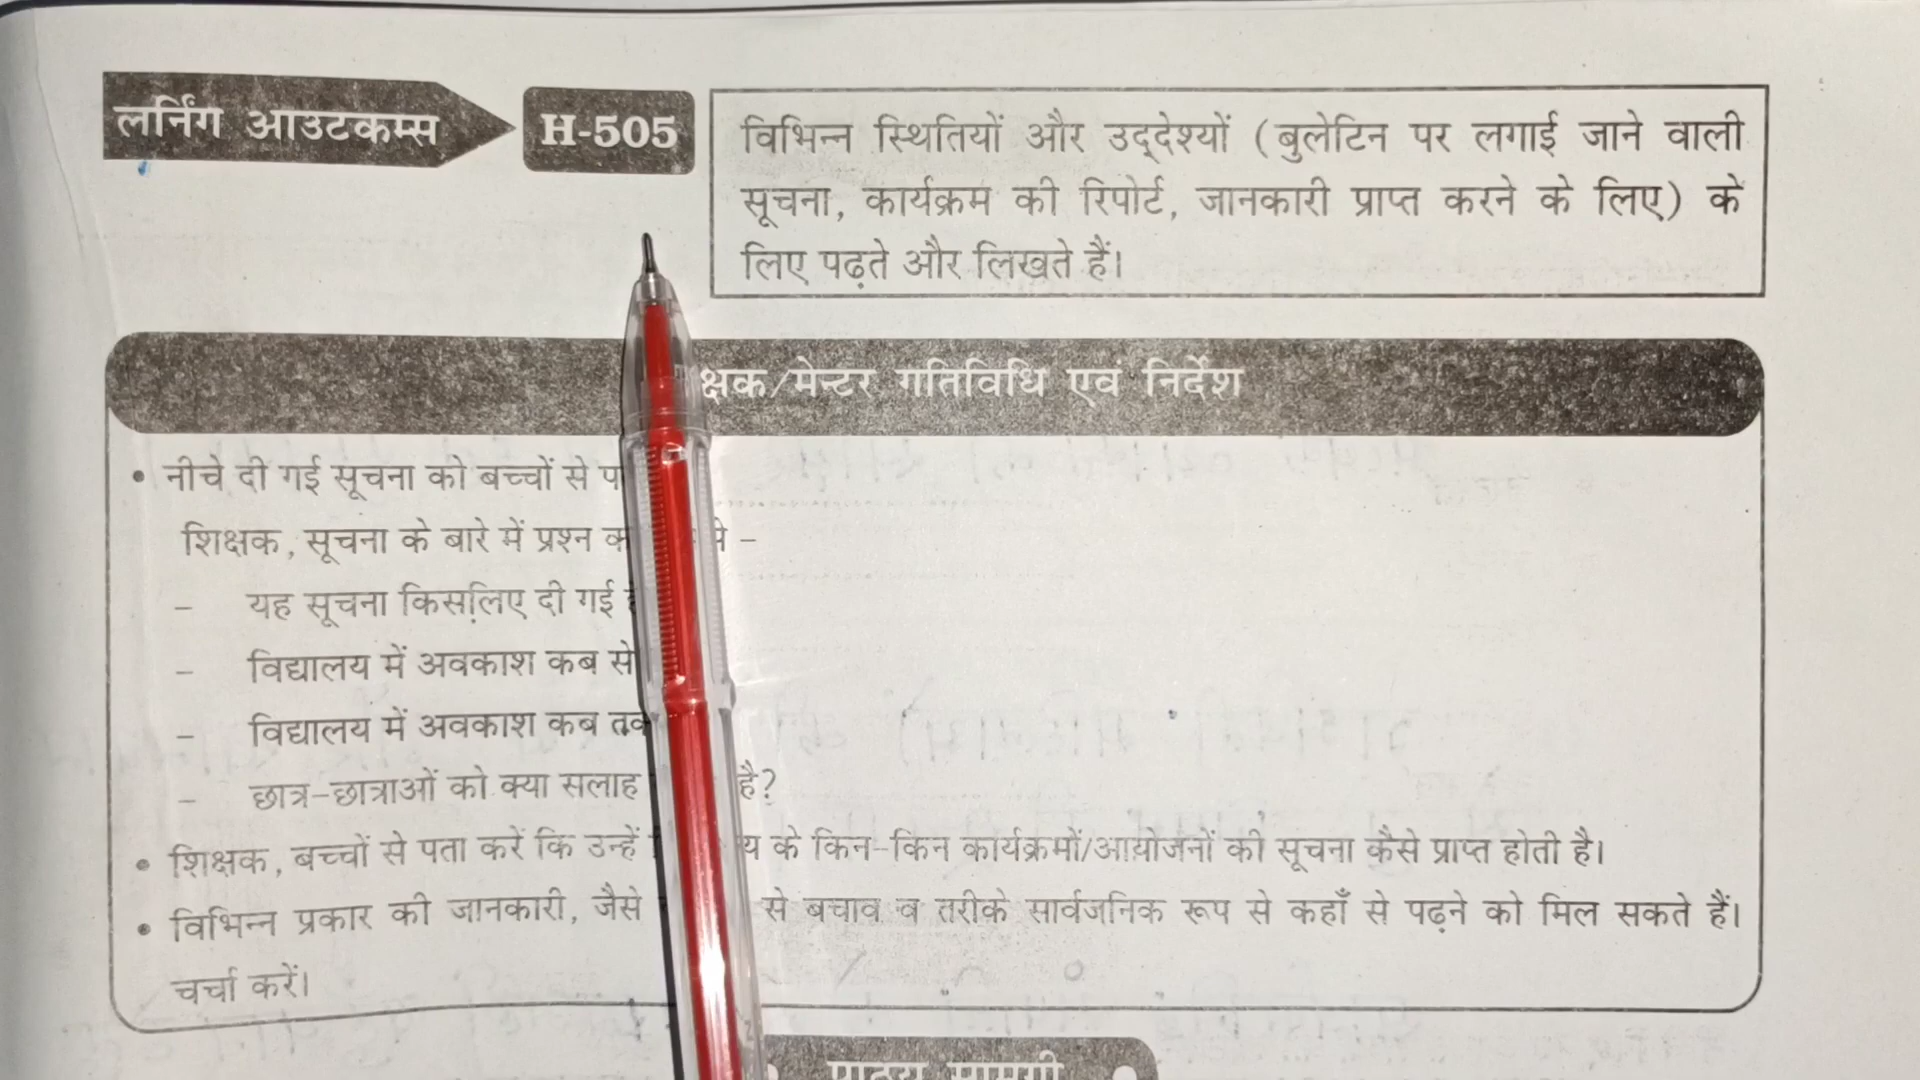 लर्निंग आउटकम्स
H-505
विभिन्न स्थितियों और उद्देश्यों (बुलेटिन पर लगाई जाने वाली
सूचना, कार्यक्रम की रिपोर्ट, जानकारी प्राप्त करने के लिए) के
लिए पढ़ते और लिखते हैं।
क्षक/मेन्टर गतिविधि एवं निर्देश
• नीचे दी गई सूचना को बच्चों से
शिक्षक, सूचना के बारे में प्रश्न –
– यह सूचना किसलिए दी गई
– विद्यालय में अवकाश कब से
– विद्यालय में अवकाश कब तक
– छात्र-छात्राओं को क्या सलाह है?
• शिक्षक, बच्चों से पता करें कि उन्हें य के किन-किन कार्यक्रमों/आयोजनों की सूचना कैसे प्राप्त होती है।
• विभिन्न प्रकार की जानकारी, जैसे से बचाव व तरीके सार्वजनिक रूप से कहाँ से पढ़ने को मिल सकते हैं।
चर्चा करें।